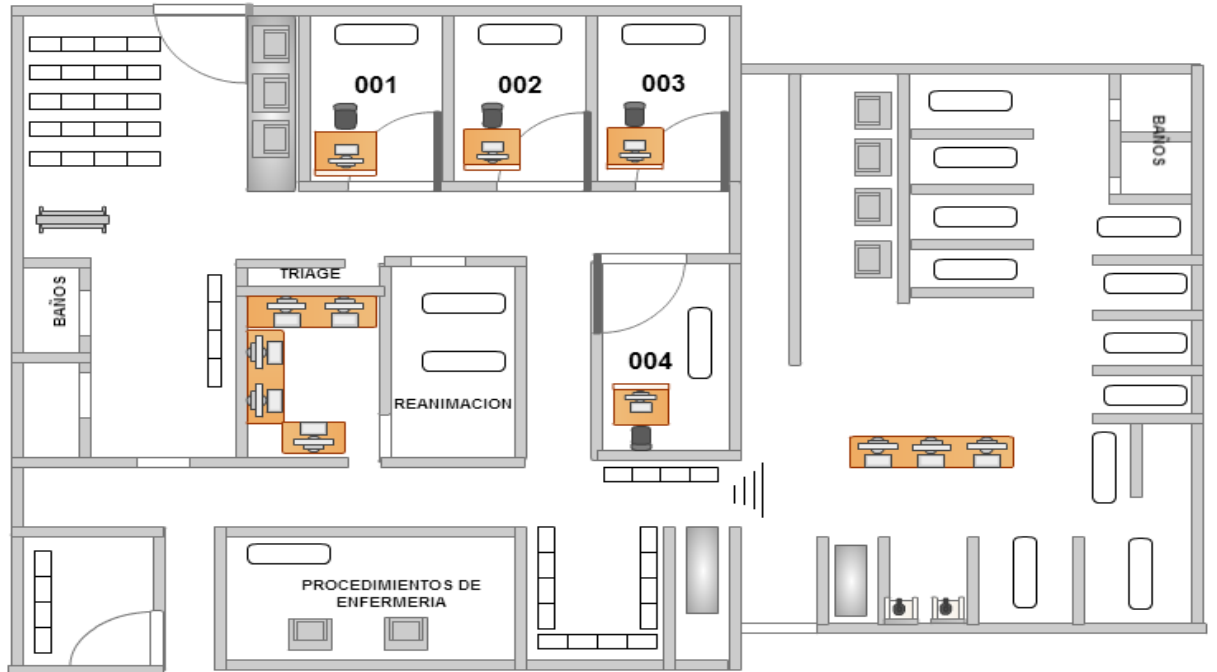 001
002
003
BAÑOS
TRIAGE
BAÑOS
004
REANIMACION
PROCEDIMIENTOS DE
ENFERMERIA